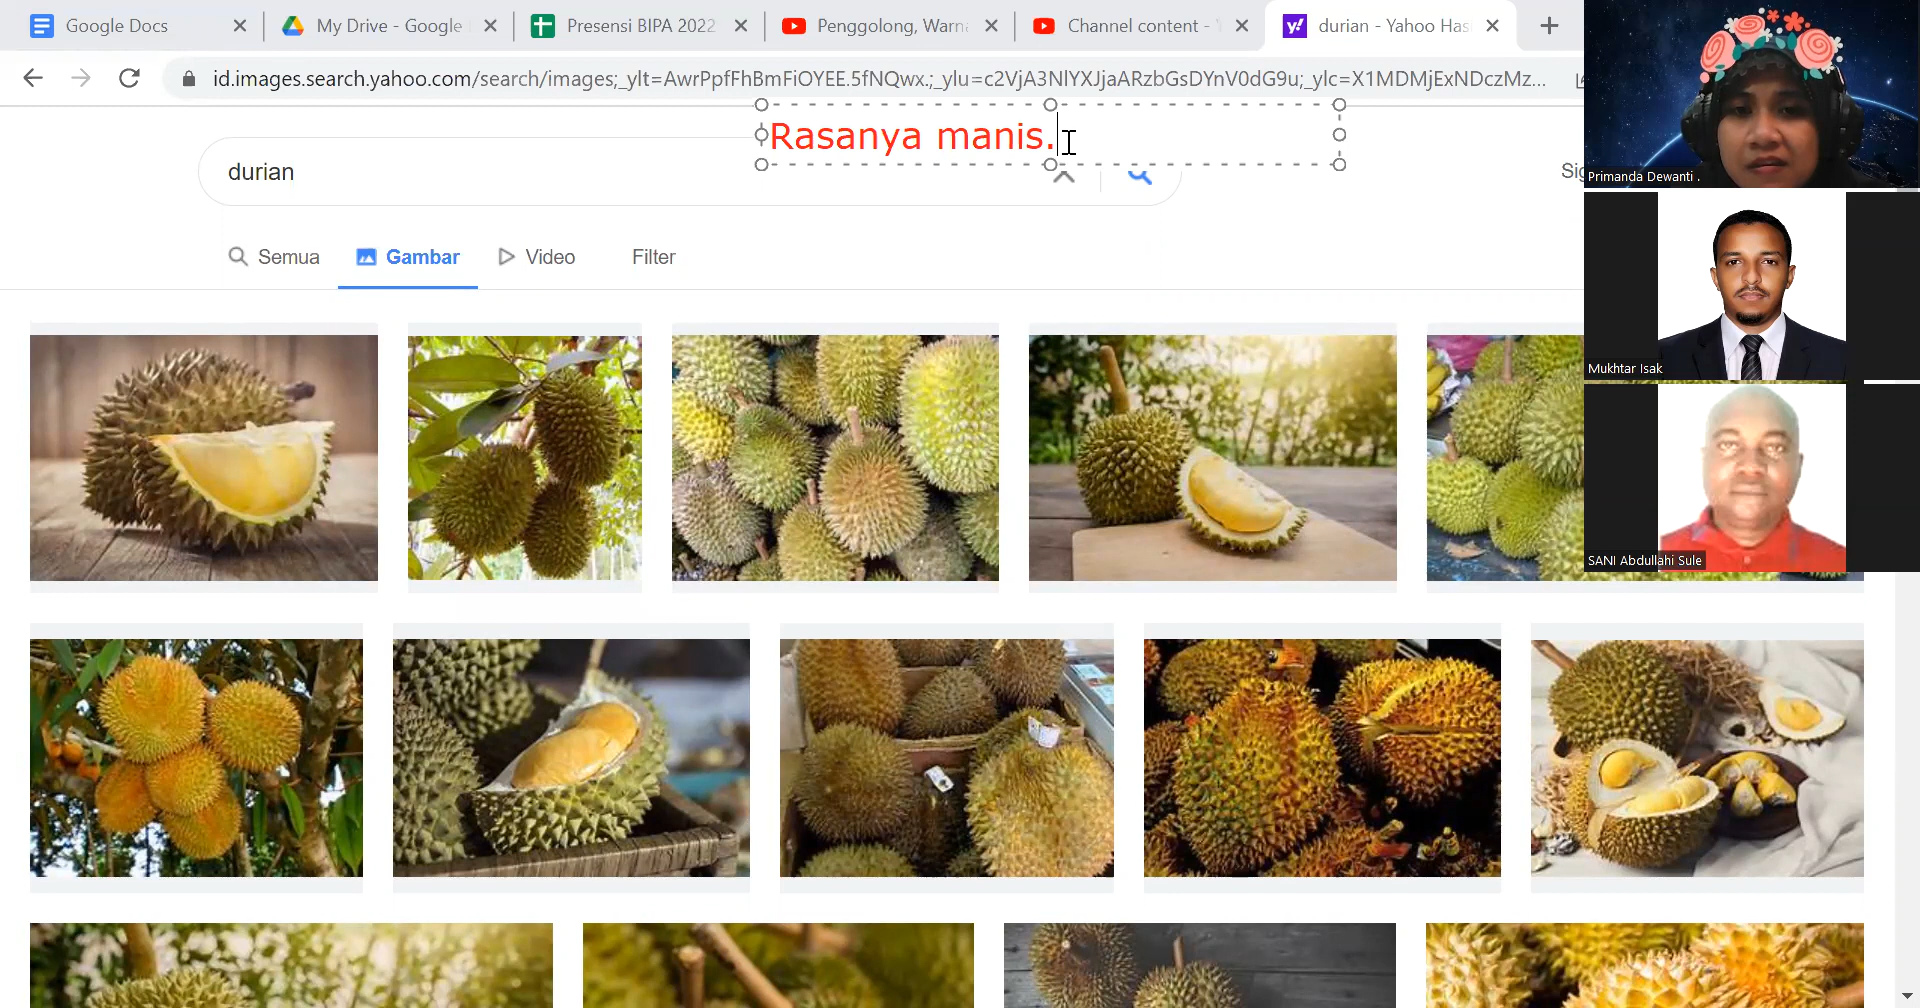 Google Docs
My Drive - Google
Presensi BIPA 2022
Penggolong, Warna
Channel content -
durian - Yahoo Has
id.images.search.yahoo.com/search/images;_ylt=AwrPpfFhBmFiOYEE.5fNQwx.;_ylu=c2VjA3NlYXJjaARzbGsDYnV0dG9u;_ylc=X1MDMjExNDczMz...
Rasanya manis.
durian
Sig
Semua
Gambar
Video
Filter
Primanda Dewanti .
Mukhtar Isak
SANI Abdullahi Sule